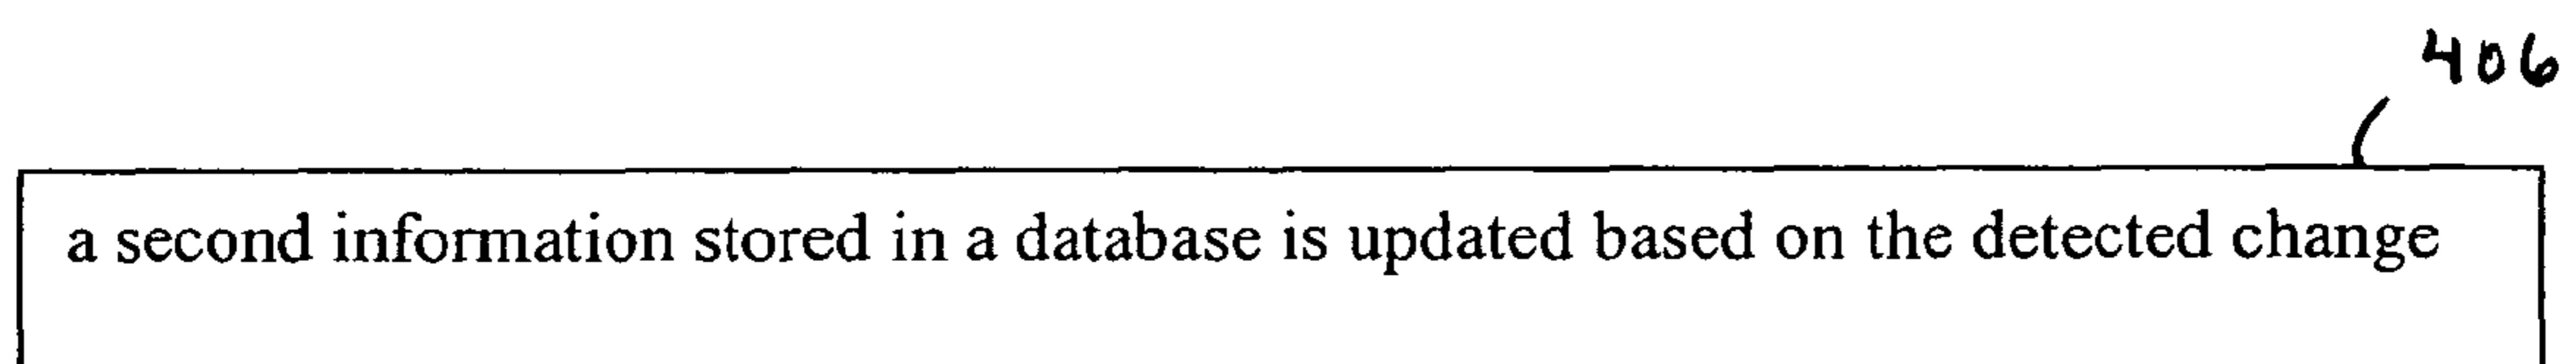 406
a second information stored in a database is updated based on the detected change